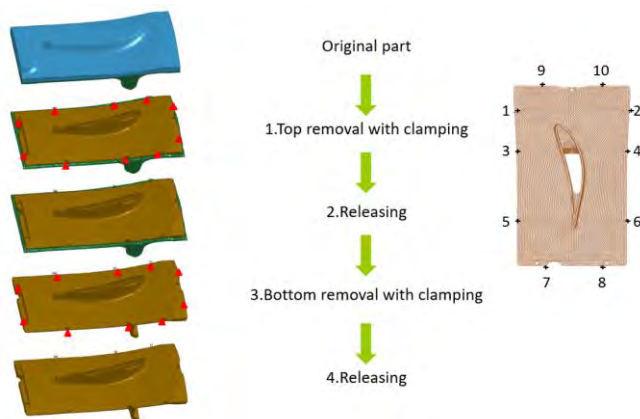 Original part
1.Top removal with clamping
2.Releasing
3.Bottom removal with clamping
4.Releasing
9 10
1 2
3 4
5 6
7 8